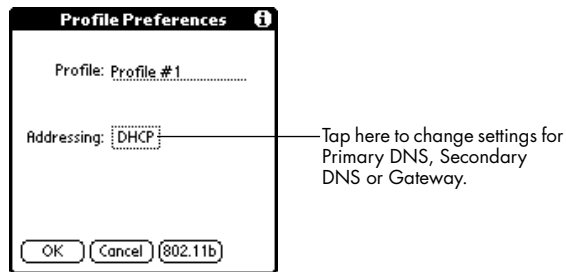 Profile Preferences i
Profile: Profile #1
Addressing: DHCP
Tap here to change settings for
Primary DNS, Secondary
DNS or Gateway.
OK Cancel 802.11b